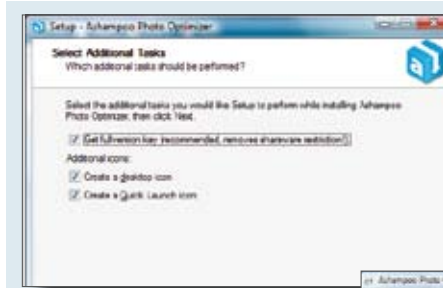 Setup - Ashampoo Photo Optimizer
Select Additional Tasks
Which additional tasks should be performed?
Select the additional tasks you would like Setup to perform while installing Ashampoo
Photo Optimizer, then click Next.
Get full version key (recommended, removes shareware restriction!)
Additional icons:
Create a desktop icon
Create a Quick Launch icon
Ashampoo Photo